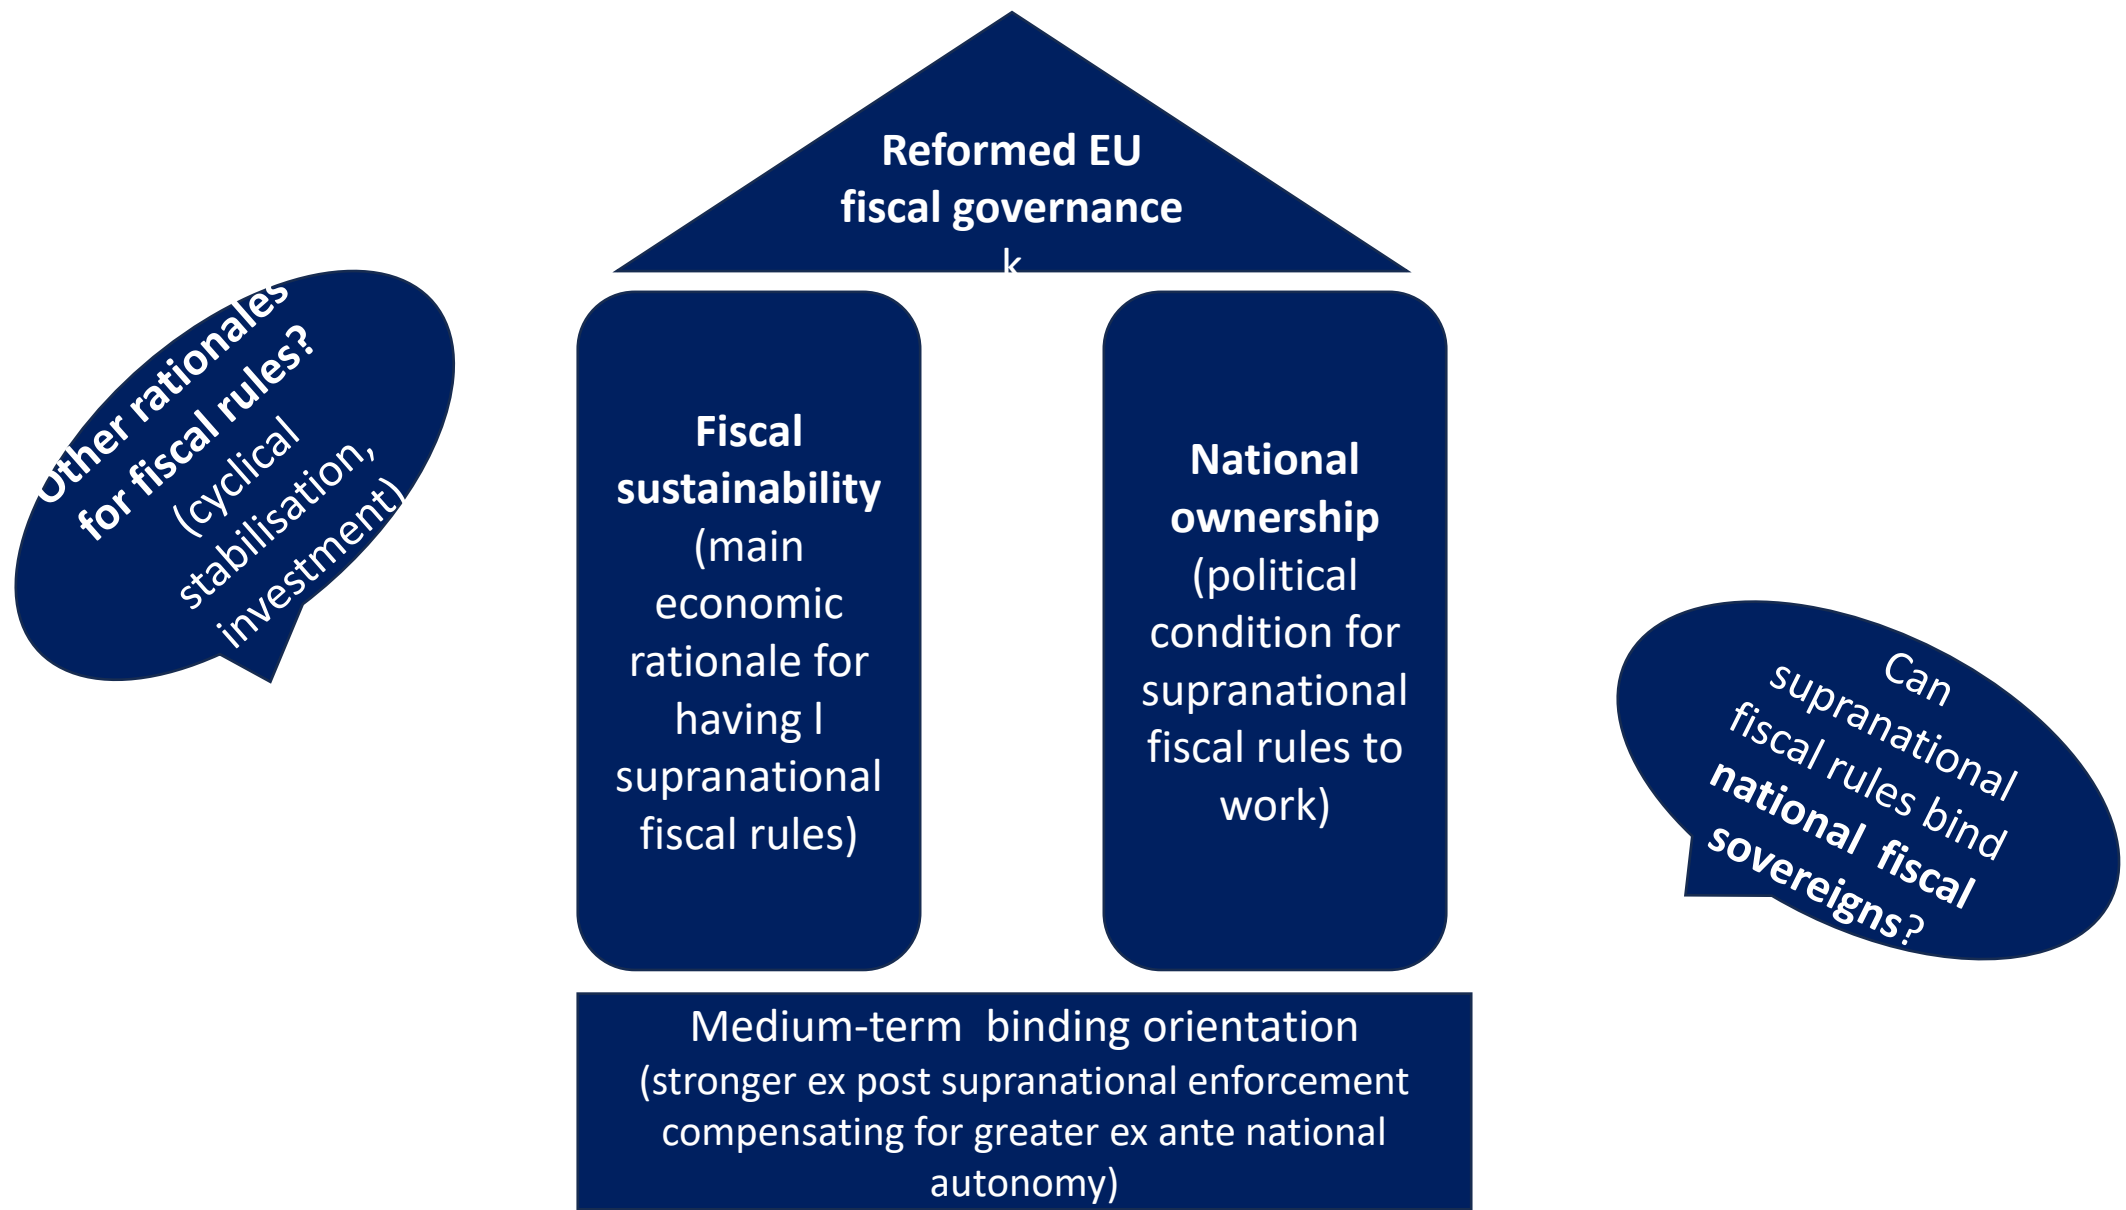 Reformed EU
fiscal governance
k
Other rationales
for fiscal rules?
(cyclical
stabilisation,
investment)
Fiscal
sustainability
(main
economic
rationale for
having l
supranational
fiscal rules)
National
ownership
(political
condition for
supranational
fiscal rules to
work)
Can
supranational
fiscal rules bind
national  fiscal
sovereigns?
Medium-term  binding orientation
(stronger ex post supranational enforcement
compensating for greater ex ante national
autonomy)